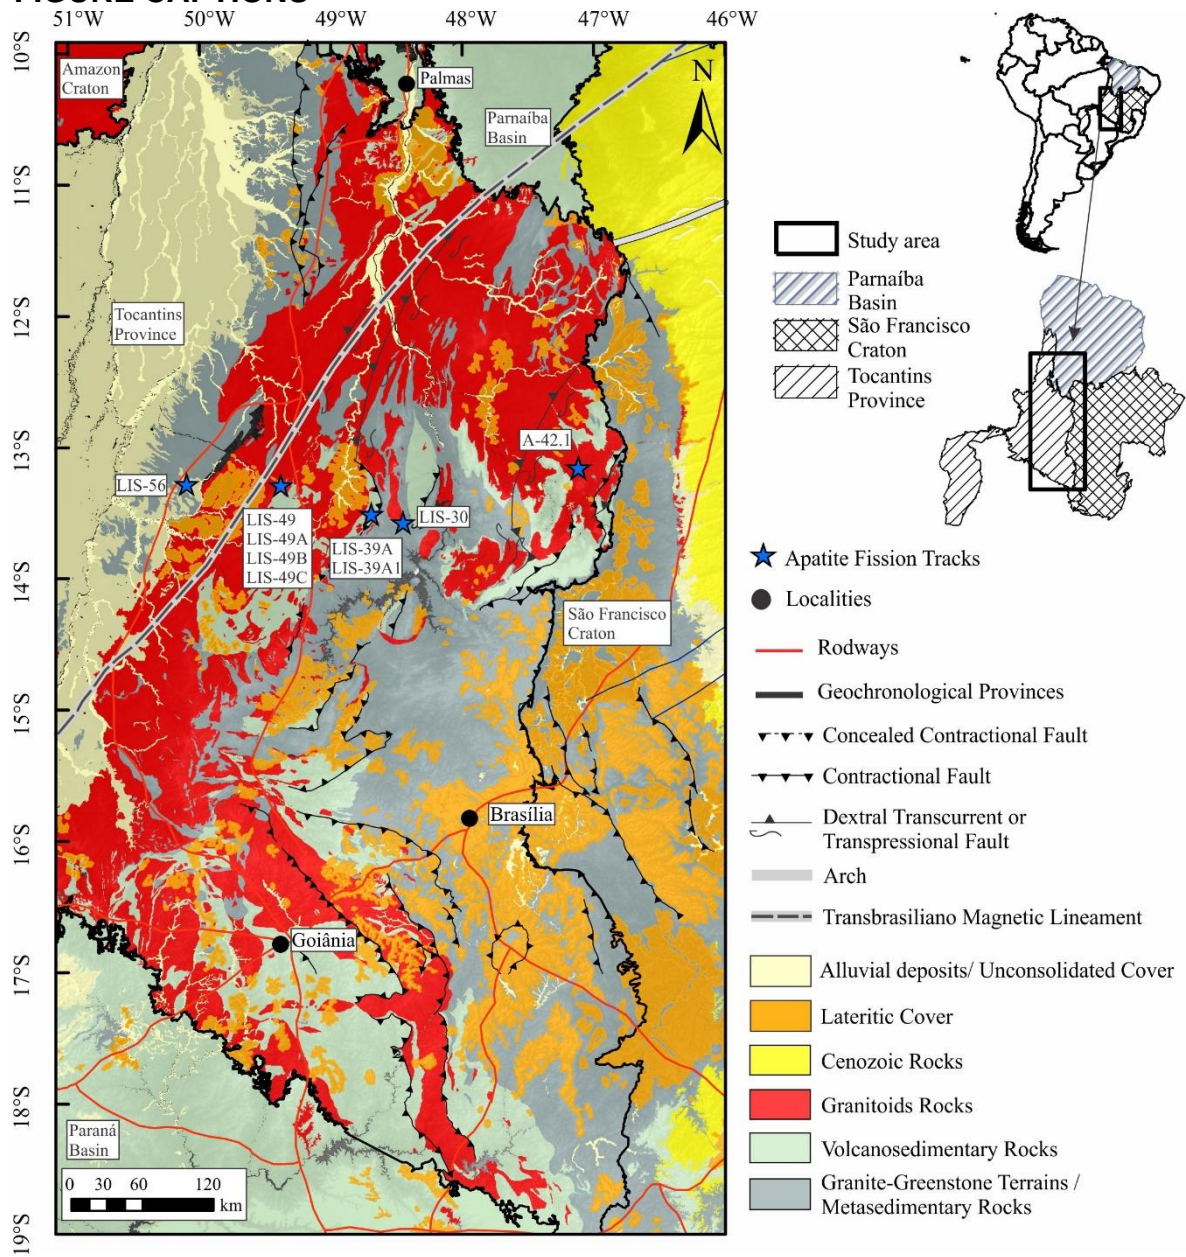 FIGURE CAPTIONS
51°W 50°W 49°W 48°W 47°W 46°W
10°S
11°S
12°S
13°S
14°S
15°S
16°S
17°S
18°S
19°S
Amazon
Craton
Palmas
Parnaíba
Basin
N
Tocantins
Province
A-42.1
LIS-56
LIS-49
LIS-49A
LIS-49B
LIS-49C
LIS-39A
LIS-39A1
LIS-30
São Francisco
Craton
Brasília
Goiânia
Paraná
Basin
0 30 60 120
km
Study area
Parnaíba
Basin
São Francisco
Craton
Tocantins
Province
Apatite Fission Tracks
Localities
Rodways
Geochronological Provinces
Concealed Contractional Fault
Contractional Fault
Dextral Transcurrent or
Transpressional Fault
Arch
Transbrasiliano Magnetic Lineament
Alluvial deposits/ Unconsolidated Cover
Lateritic Cover
Cenozoic Rocks
Granitoids Rocks
Volcanosedimentary Rocks
Granite-Greenstone Terrains /
Metasedimentary Rocks